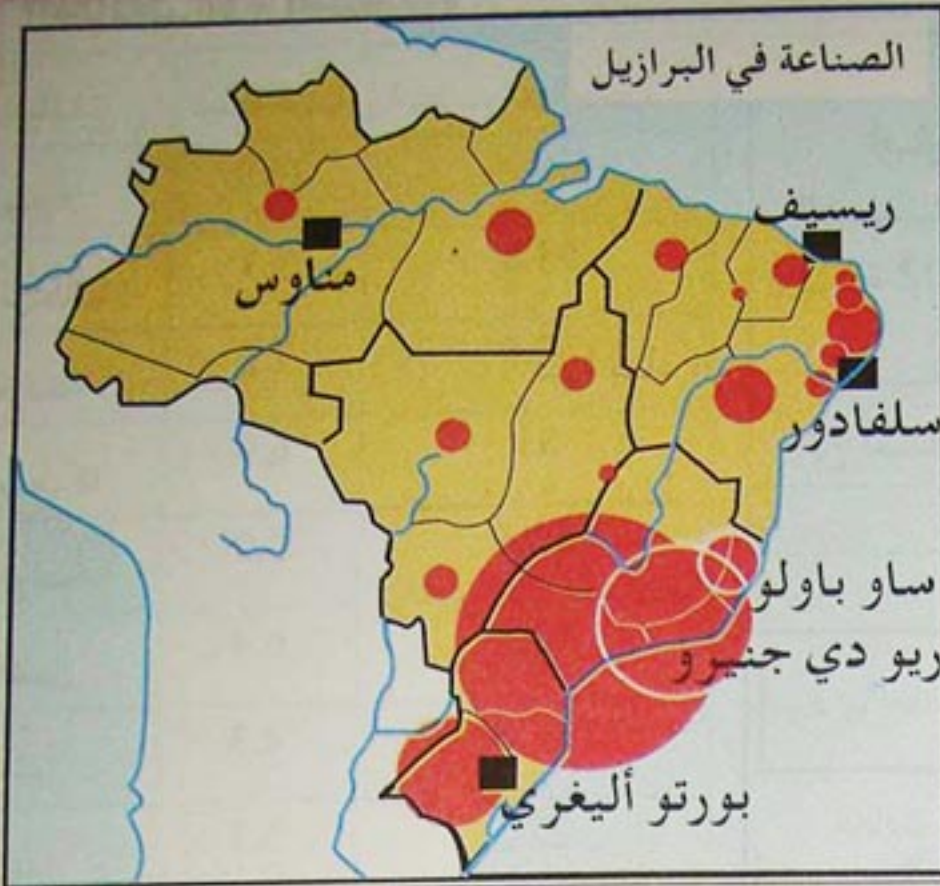 الصناعة في البرازيل
ريسيف
مناوس
سلفادور
ساو باولو
ريو دي جنيرو
بورتو أليغري